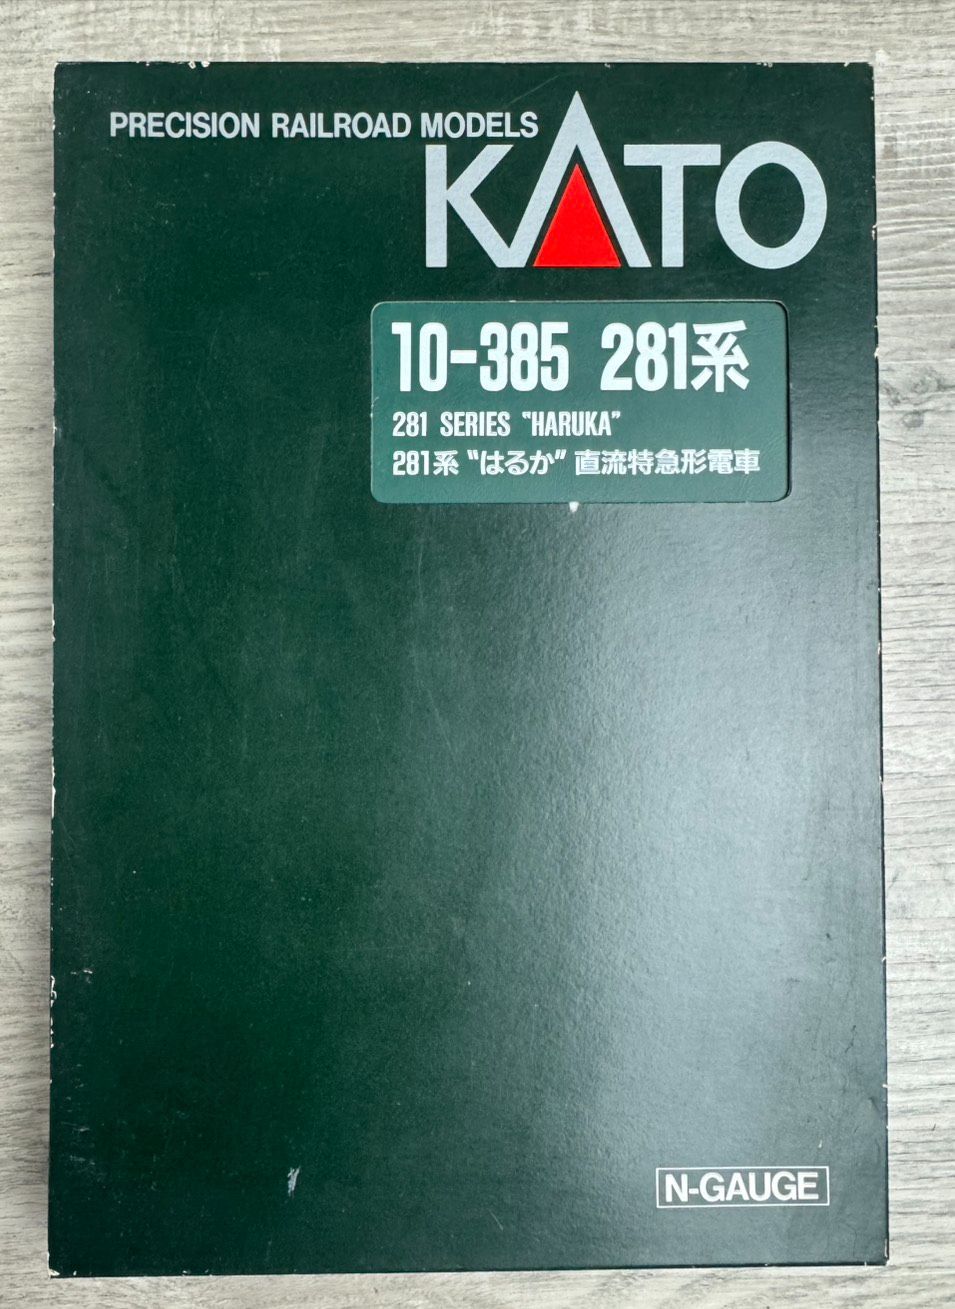 PRECISION RAILROAD MODELS
KATO
10-385 281系
281 SERIES "HARUKA"
281系 "はるか" 直流特急形電車
N-GAUGE